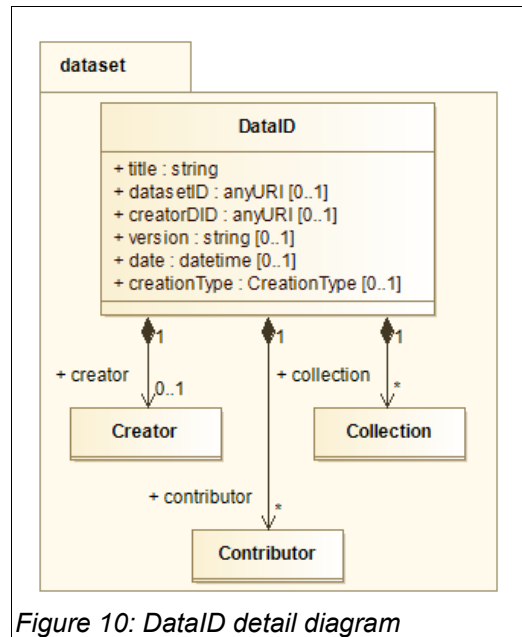 dataset
DataID
+ title : string
+ datasetID : anyURI [0..1]
+ creatorDID : anyURI [0..1]
+ version : string [0..1]
+ date : datetime [0..1]
+ creationType : CreationType [0..1]
1 1 1
+ creator + collection
0..1 *
Creator Collection
+ contributor
*
Contributor
Figure 10: DataID detail diagram